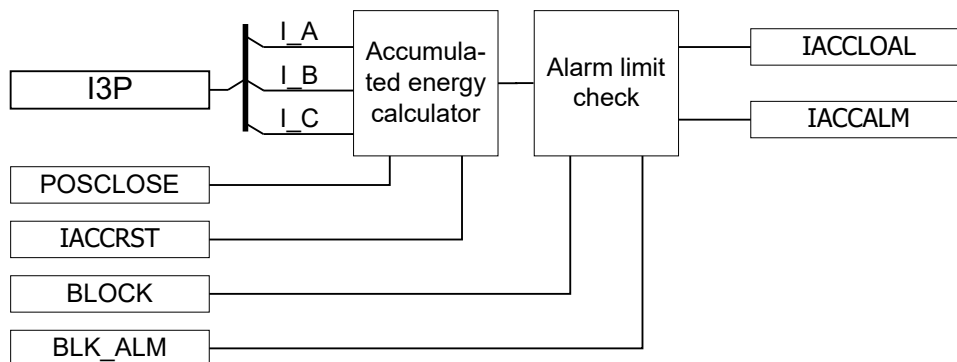 I_A
I3P
I_B
I_C
Accumula-
ted energy
calculator
Alarm limit
check
IACCLOAL
IACCALM
POSCLOSE
IACCRST
BLOCK
BLK_ALM